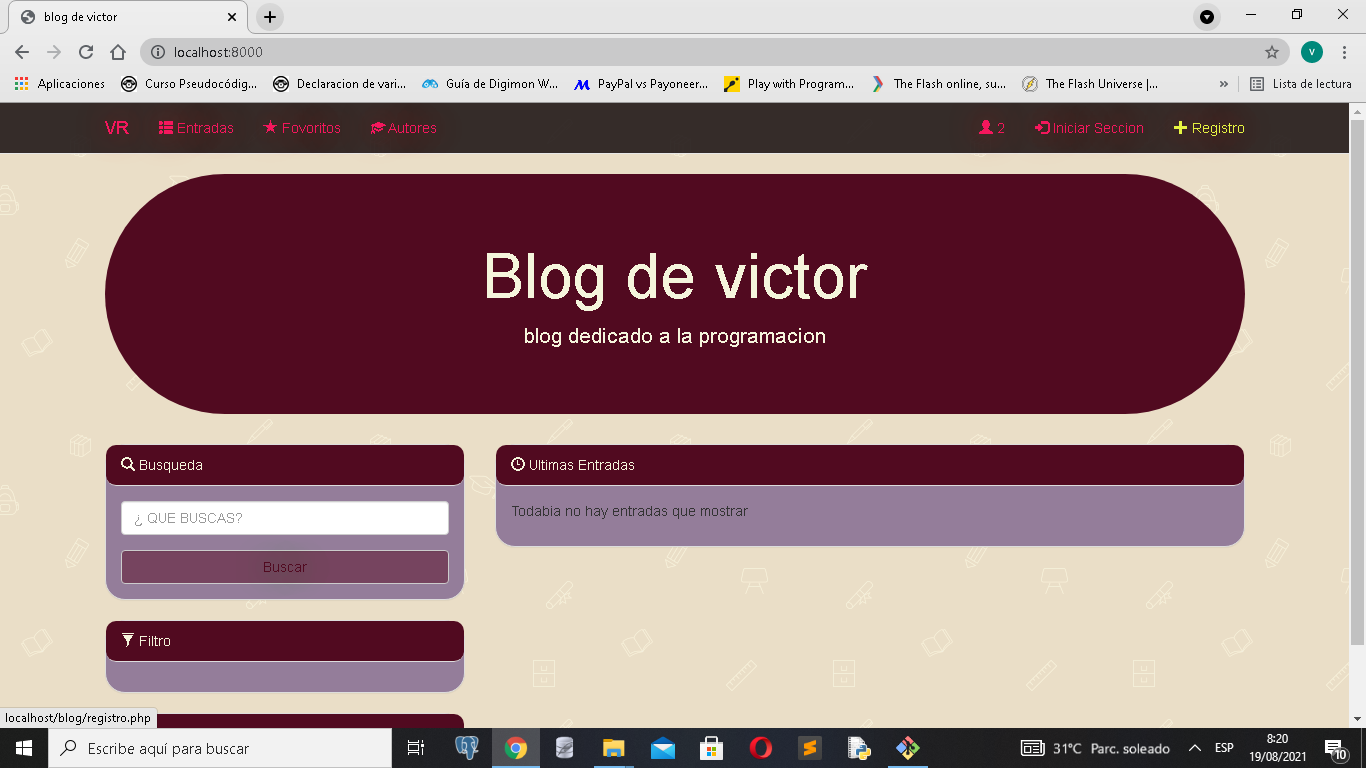 blog de victor
localhost:8000
Aplicaciones Curso Pseudocódig... Declaracion de vari... Guía de Digimon W... PayPal vs Payoneer... Play with Program... The Flash online, su... The Flash Universe |... » Lista de lectura
VR Entradas Fovoritos Autores 2 Iniciar Seccion Registro
Blog de victor
blog dedicado a la programacion
Busqueda
¿ QUE BUSCAS?
Buscar
Filtro
Ultimas Entradas
Todabia no hay entradas que mostrar
localhost/blog/registro.php
Escribe aquí para buscar
31°C Parc. soleado
ESP
8:20
19/08/2021
10